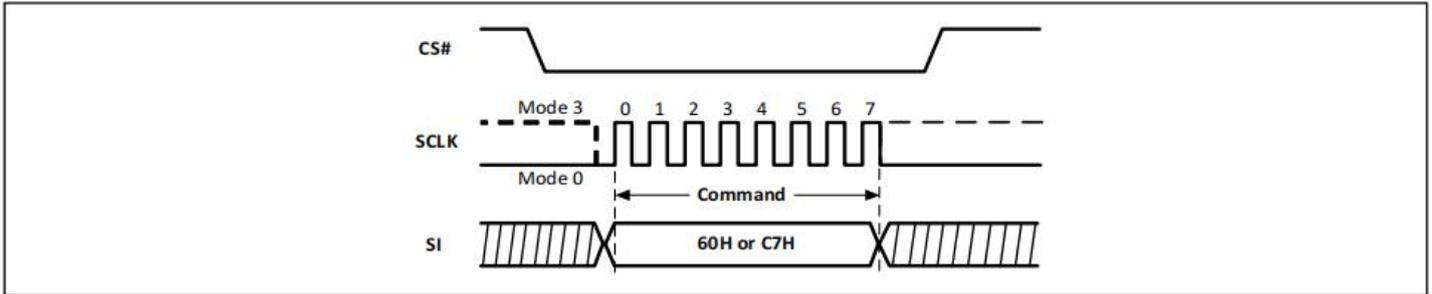 CS#
Mode 3 0 1 2 3 4 5 6 7
SCLK
Mode 0
Command
SI 60H or C7H